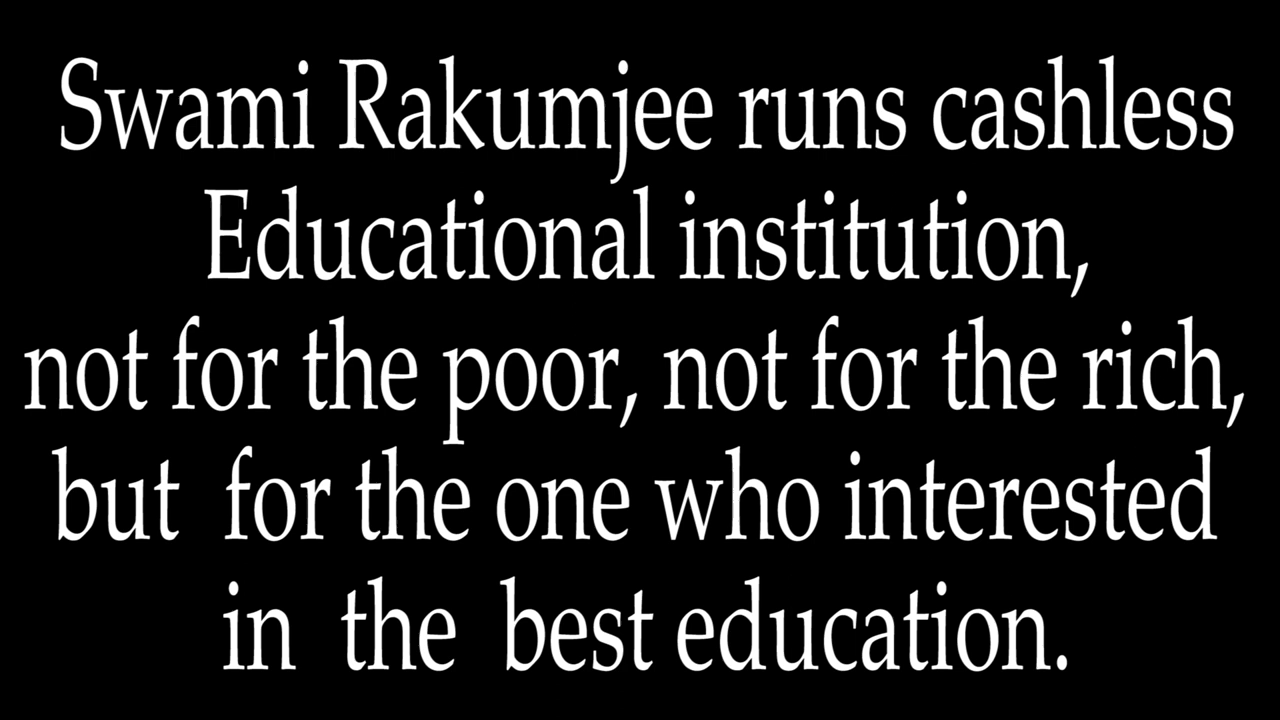 Swami Rakumjee runs cashless
Educational institution,
not for the poor, not for the rich,
but for the one who interested
in the best education.